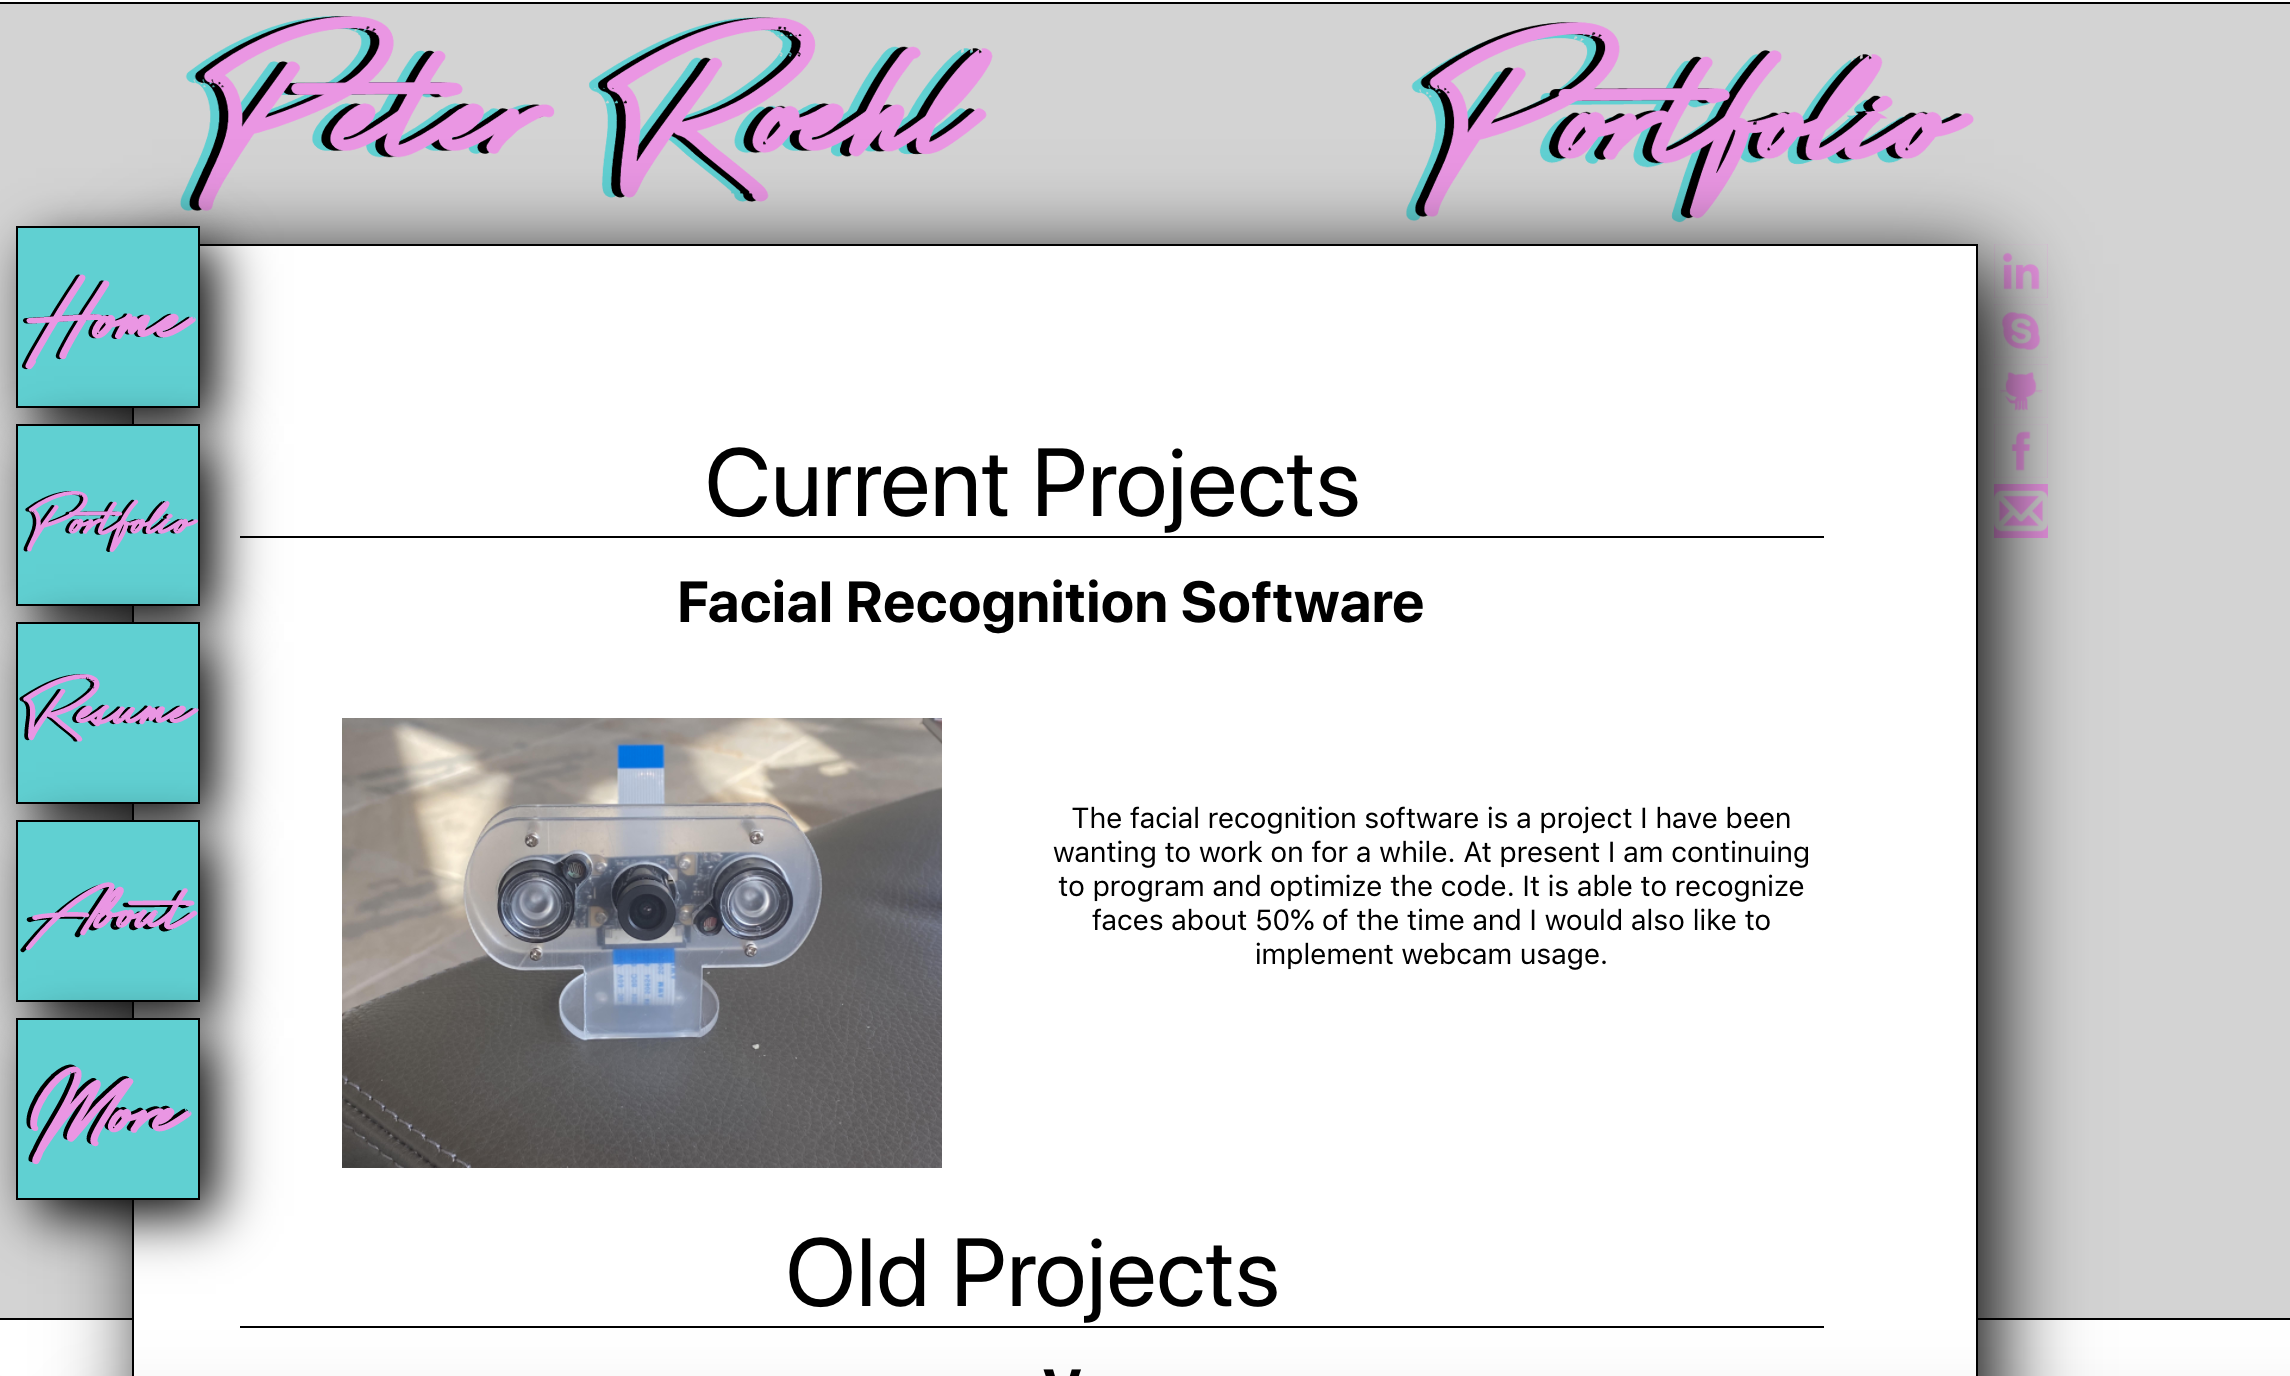 Peter Roehl
Portfolio
Home
Portfolio
Resume
About
More
in
S
f
Current Projects
Facial Recognition Software
The facial recognition software is a project I have been
wanting to work on for a while. At present I am continuing
to program and optimize the code. It is able to recognize
faces about 50% of the time and I would also like to
implement webcam usage.
Old Projects